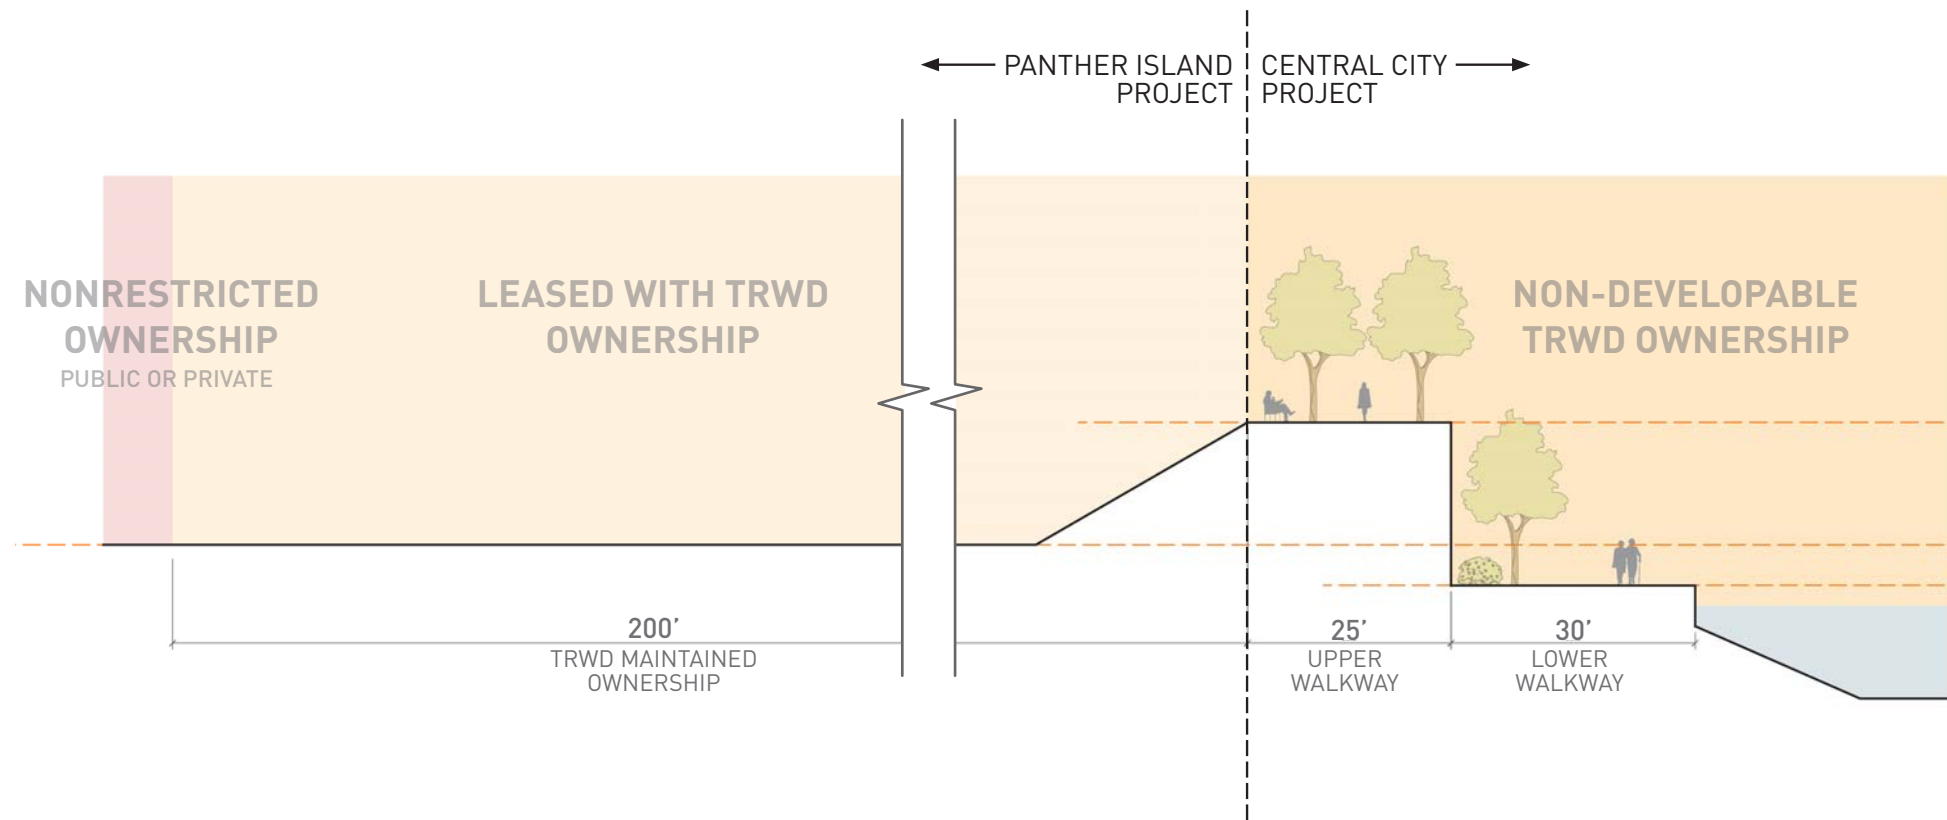 PANTHER ISLAND
PROJECT
CENTRAL CITY
PROJECT
NONRESTRICTED
OWNERSHIP
PUBLIC OR PRIVATE
LEASED WITH TRWD
OWNERSHIP
NON-DEVELOPABLE
TRWD OWNERSHIP
200’
TRWD MAINTAINED
OWNERSHIP
25’
UPPER
WALKWAY
30’
LOWER
WALKWAY